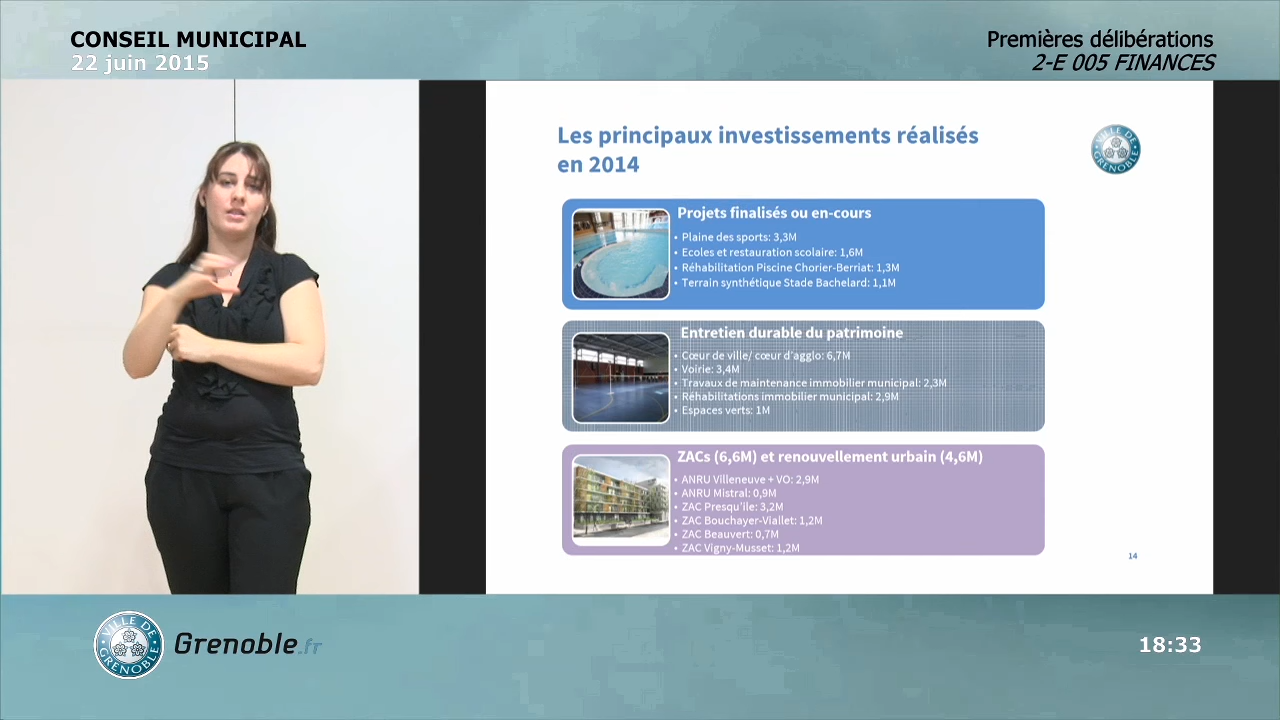 CONSEIL MUNICIPAL
22 juin 2015
Premières délibérations
2-E 005 FINANCES
Les principaux investissements réalisés
en 2014
VILLE DE GRENOBLE
Projets finalisés ou en-cours
• Plaine des sports: 3,3M
• Ecoles et restauration scolaire: 1,6M
• Réhabilitation Piscine Chorier-Berriat: 1,3M
• Terrain synthétique Stade Bachelard: 1,1M
Entretien durable du patrimoine
• Cœur de ville/ cœur d'agglo: 6,7M
• Voirie: 3,4M
• Travaux de maintenance immobilier municipal: 2,3M
• Réhabilitations immobilier municipal: 2,9M
• Espaces verts: 1M
ZACs (6,6M) et renouvellement urbain (4,6M)
• ANRU Villeneuve + VO: 2,9M
• ANRU Mistral: 0,9M
• ZAC Presqu'ile: 3,2M
• ZAC Bouchayer-Viallet: 1,2M
• ZAC Beauvert: 0,7M
• ZAC Vigny-Musset: 1,2M
14
VILLE DE GRENOBLE
Grenoble.fr
18:33